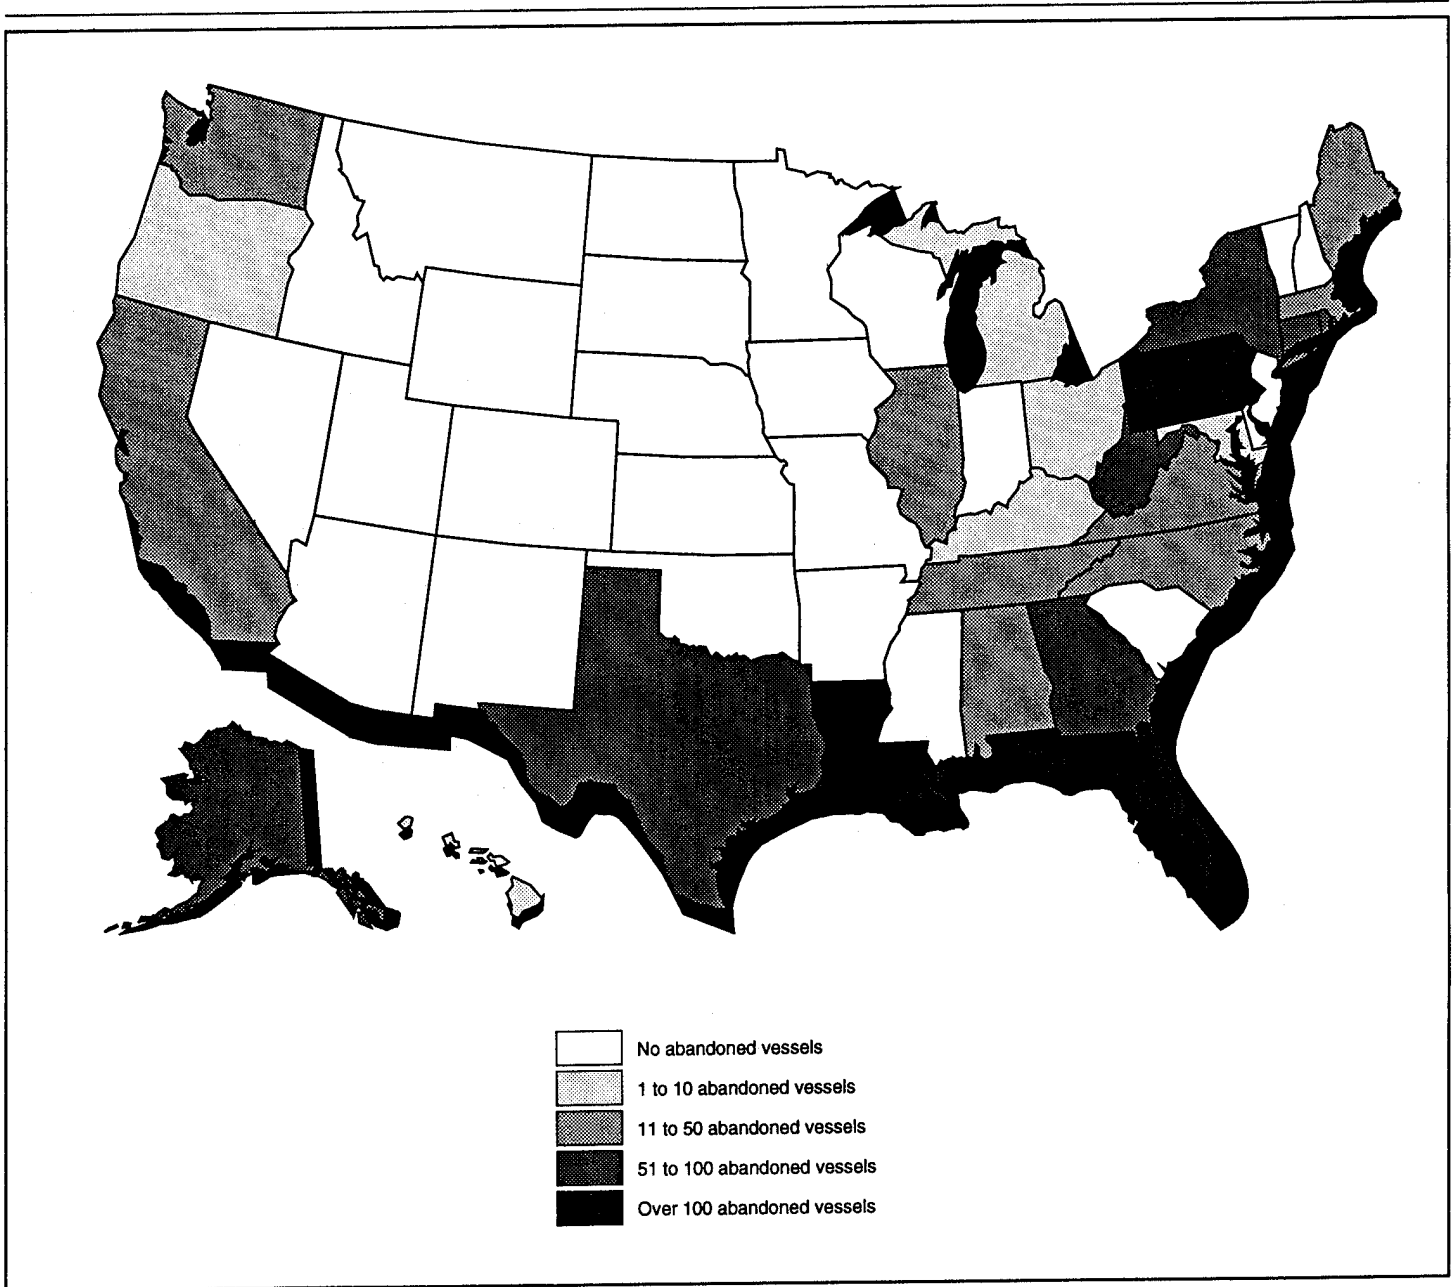 No abandoned vessels
1 to 10 abandoned vessels
11 to 50 abandoned vessels
51 to 100 abandoned vessels
Over 100 abandoned vessels